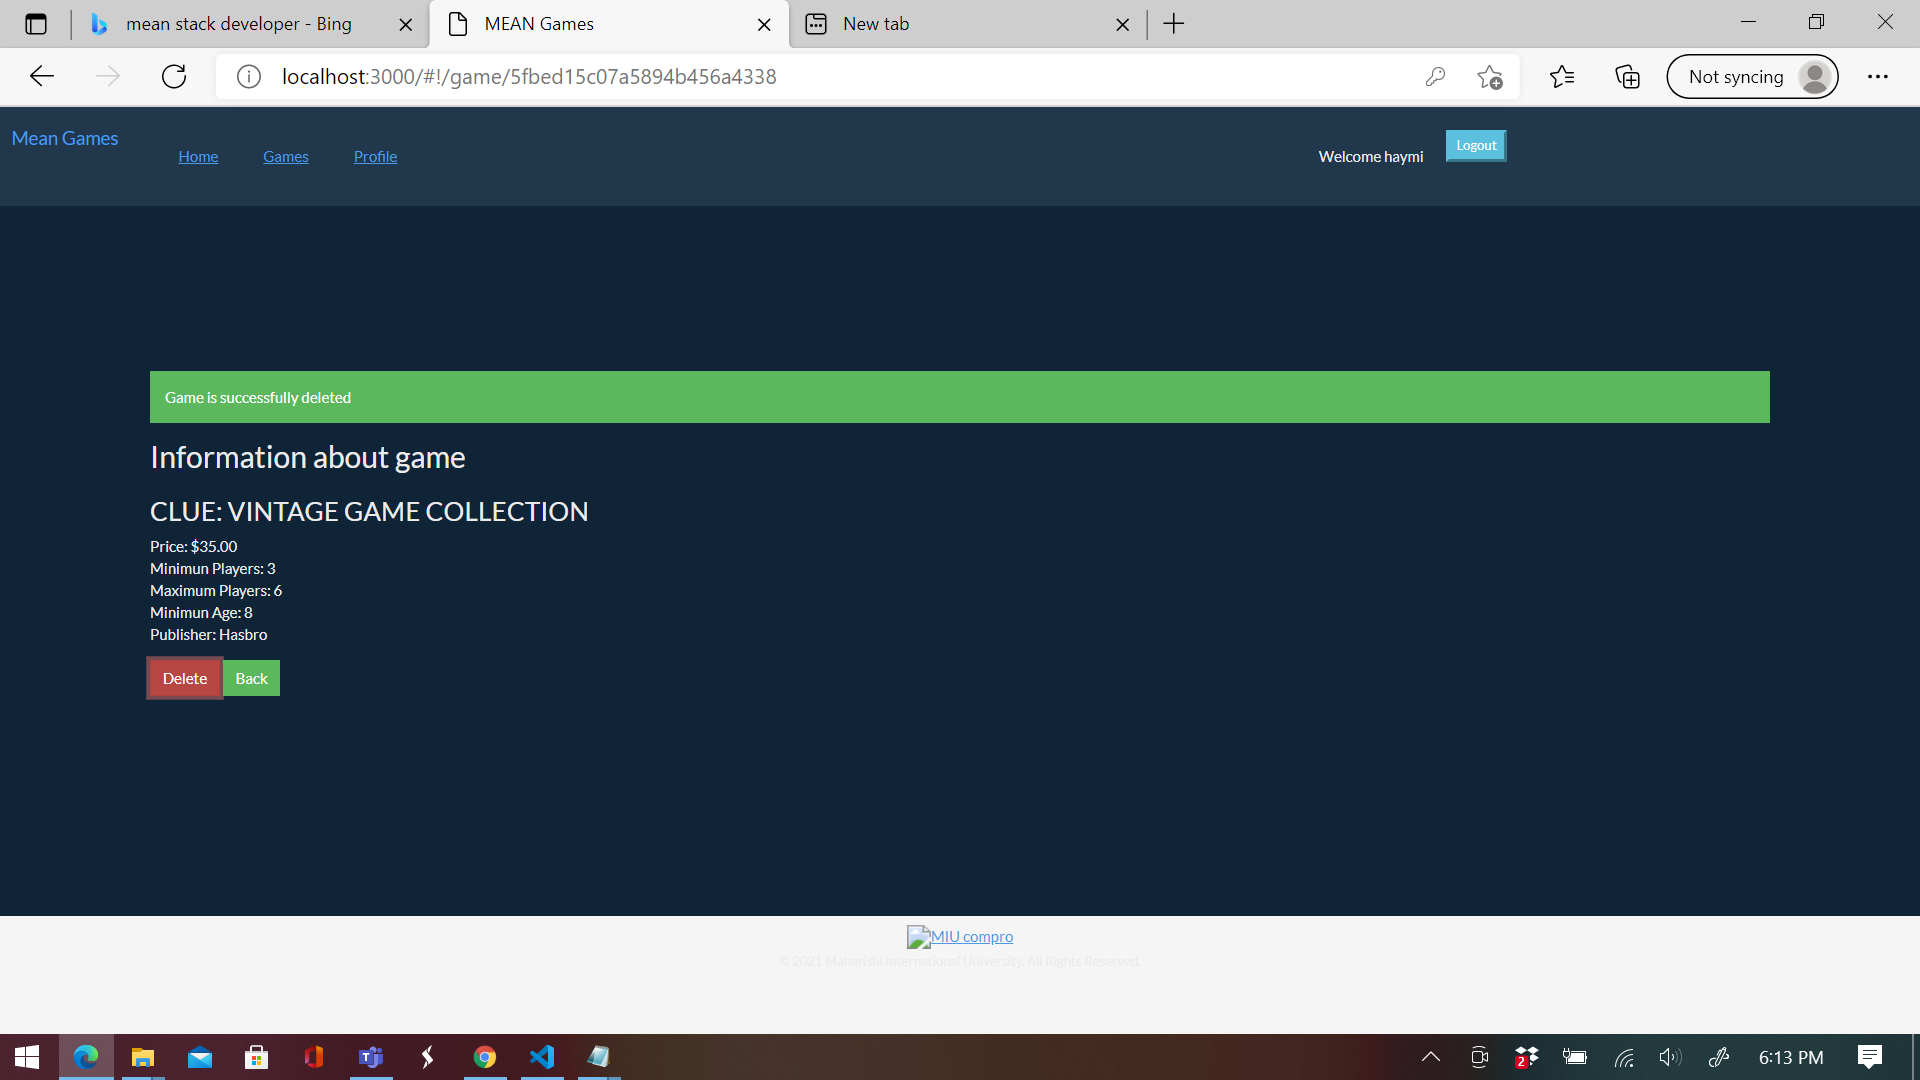 mean stack developer - Bing
MEAN Games
New tab
localhost:3000/#!/game/5fbed15c07a5894b456a4338
Not syncing
Mean Games
Home
Games
Profile
Welcome haymi
Logout
Game is successfully deleted
Information about game
CLUE: VINTAGE GAME COLLECTION
Price: $35.00
Minimun Players: 3
Maximum Players: 6
Minimun Age: 8
Publisher: Hasbro
Delete
Back
MIU compro
© 2021 Maharishi International University. All Rights Reserved.
2
6:13 PM